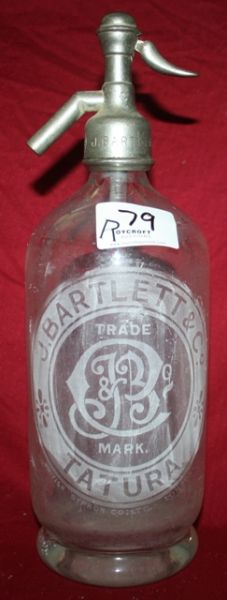 J. BARTLETT
79
ROYCROFT
J. BARTLETT & Co
TRADE
JB&Co
MARK.
TATURA